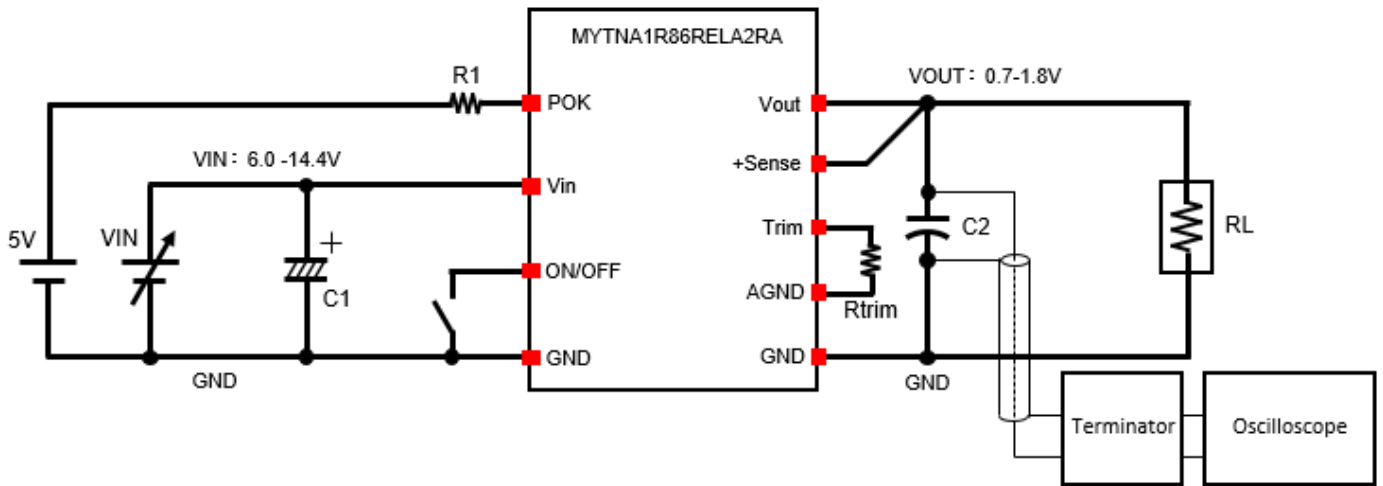 MYTNA1R86RELA2RA
R1
POK
Vout
VOUT： 0.7-1.8V
+Sense
VIN： 6.0 -14.4V
Vin
Trim
C2
RL
5V
VIN
+
C1
ON/OFF
AGND
Rtrim
GND
GND
GND
GND
Terminator
Oscilloscope